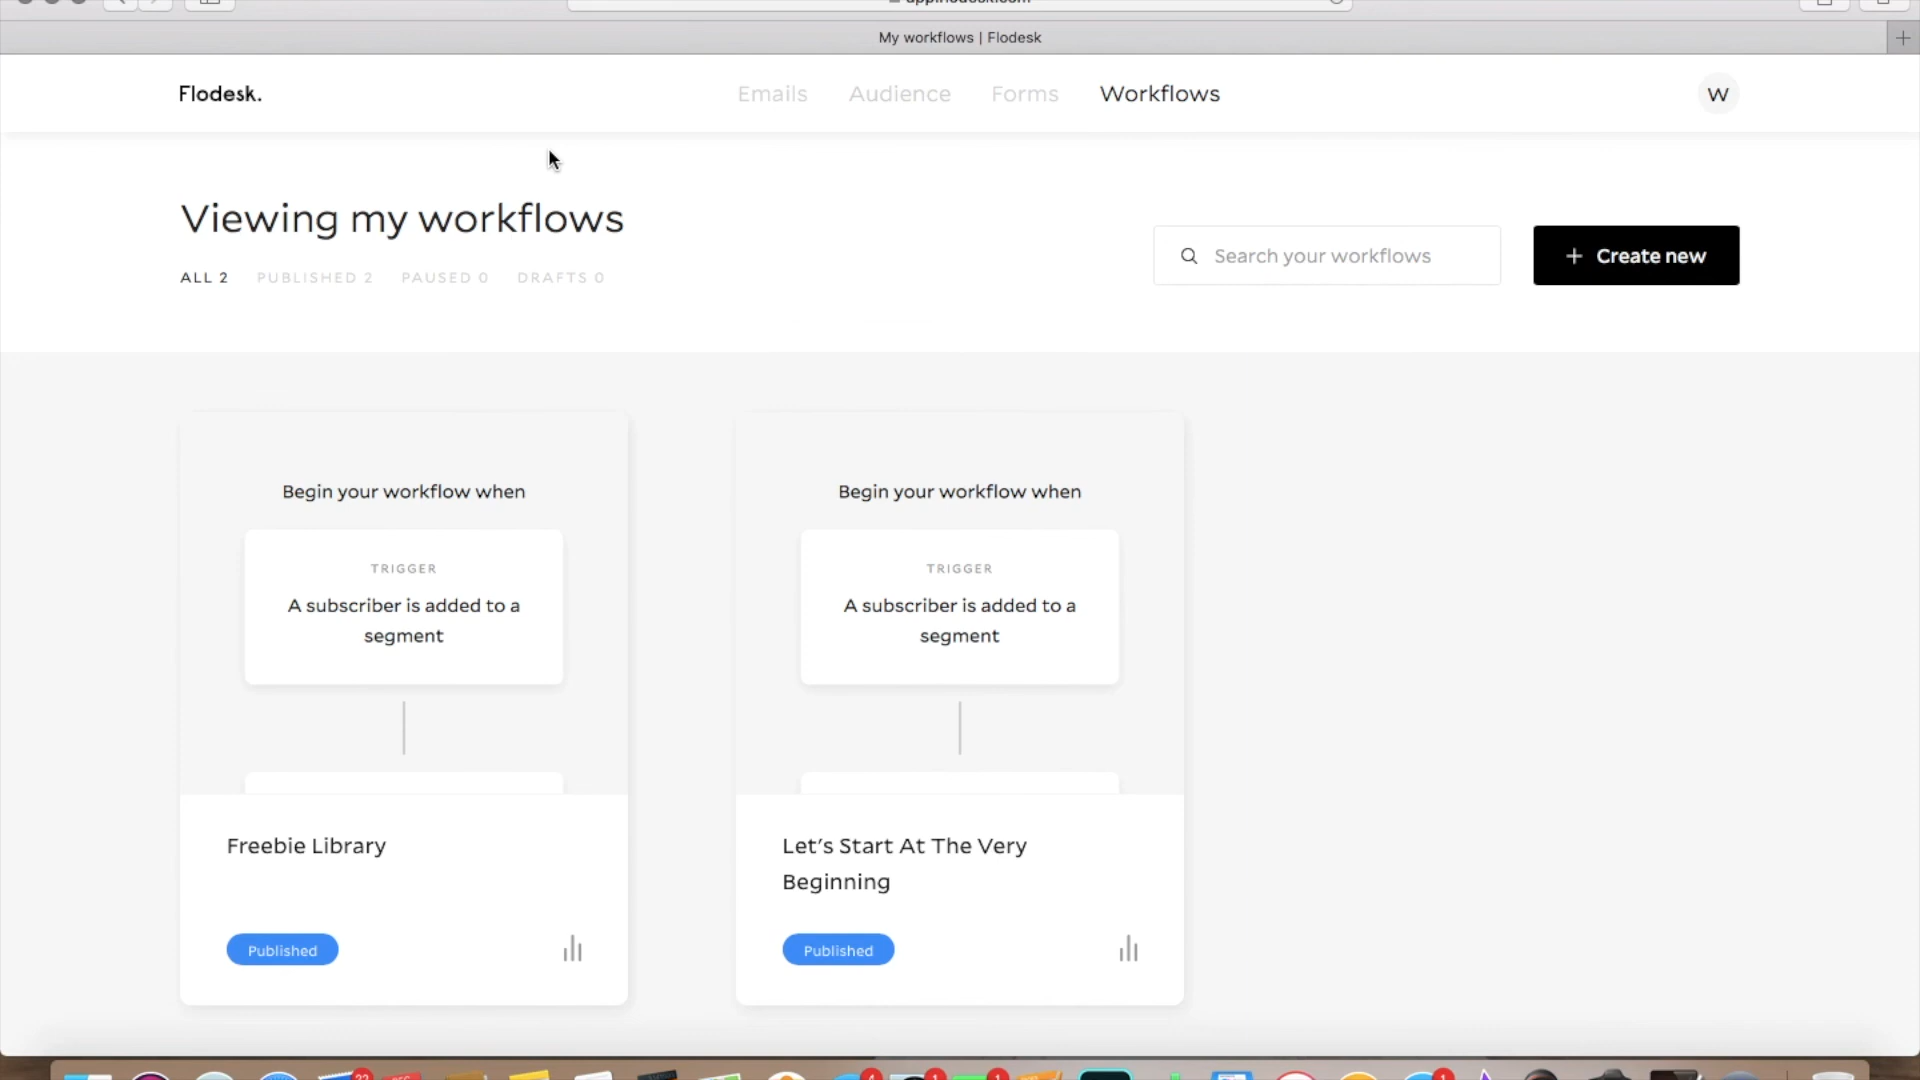 My workflows | Flodesk
Flodesk.
Emails Audience Forms Workflows
W
Viewing my workflows
ALL 2 PUBLISHED 2 PAUSED 0 DRAFTS 0
Search your workflows
+ Create new
Begin your workflow when
TRIGGER
A subscriber is added to a
segment
Freebie Library
Published
Begin your workflow when
TRIGGER
A subscriber is added to a
segment
Let's Start At The Very
Beginning
Published